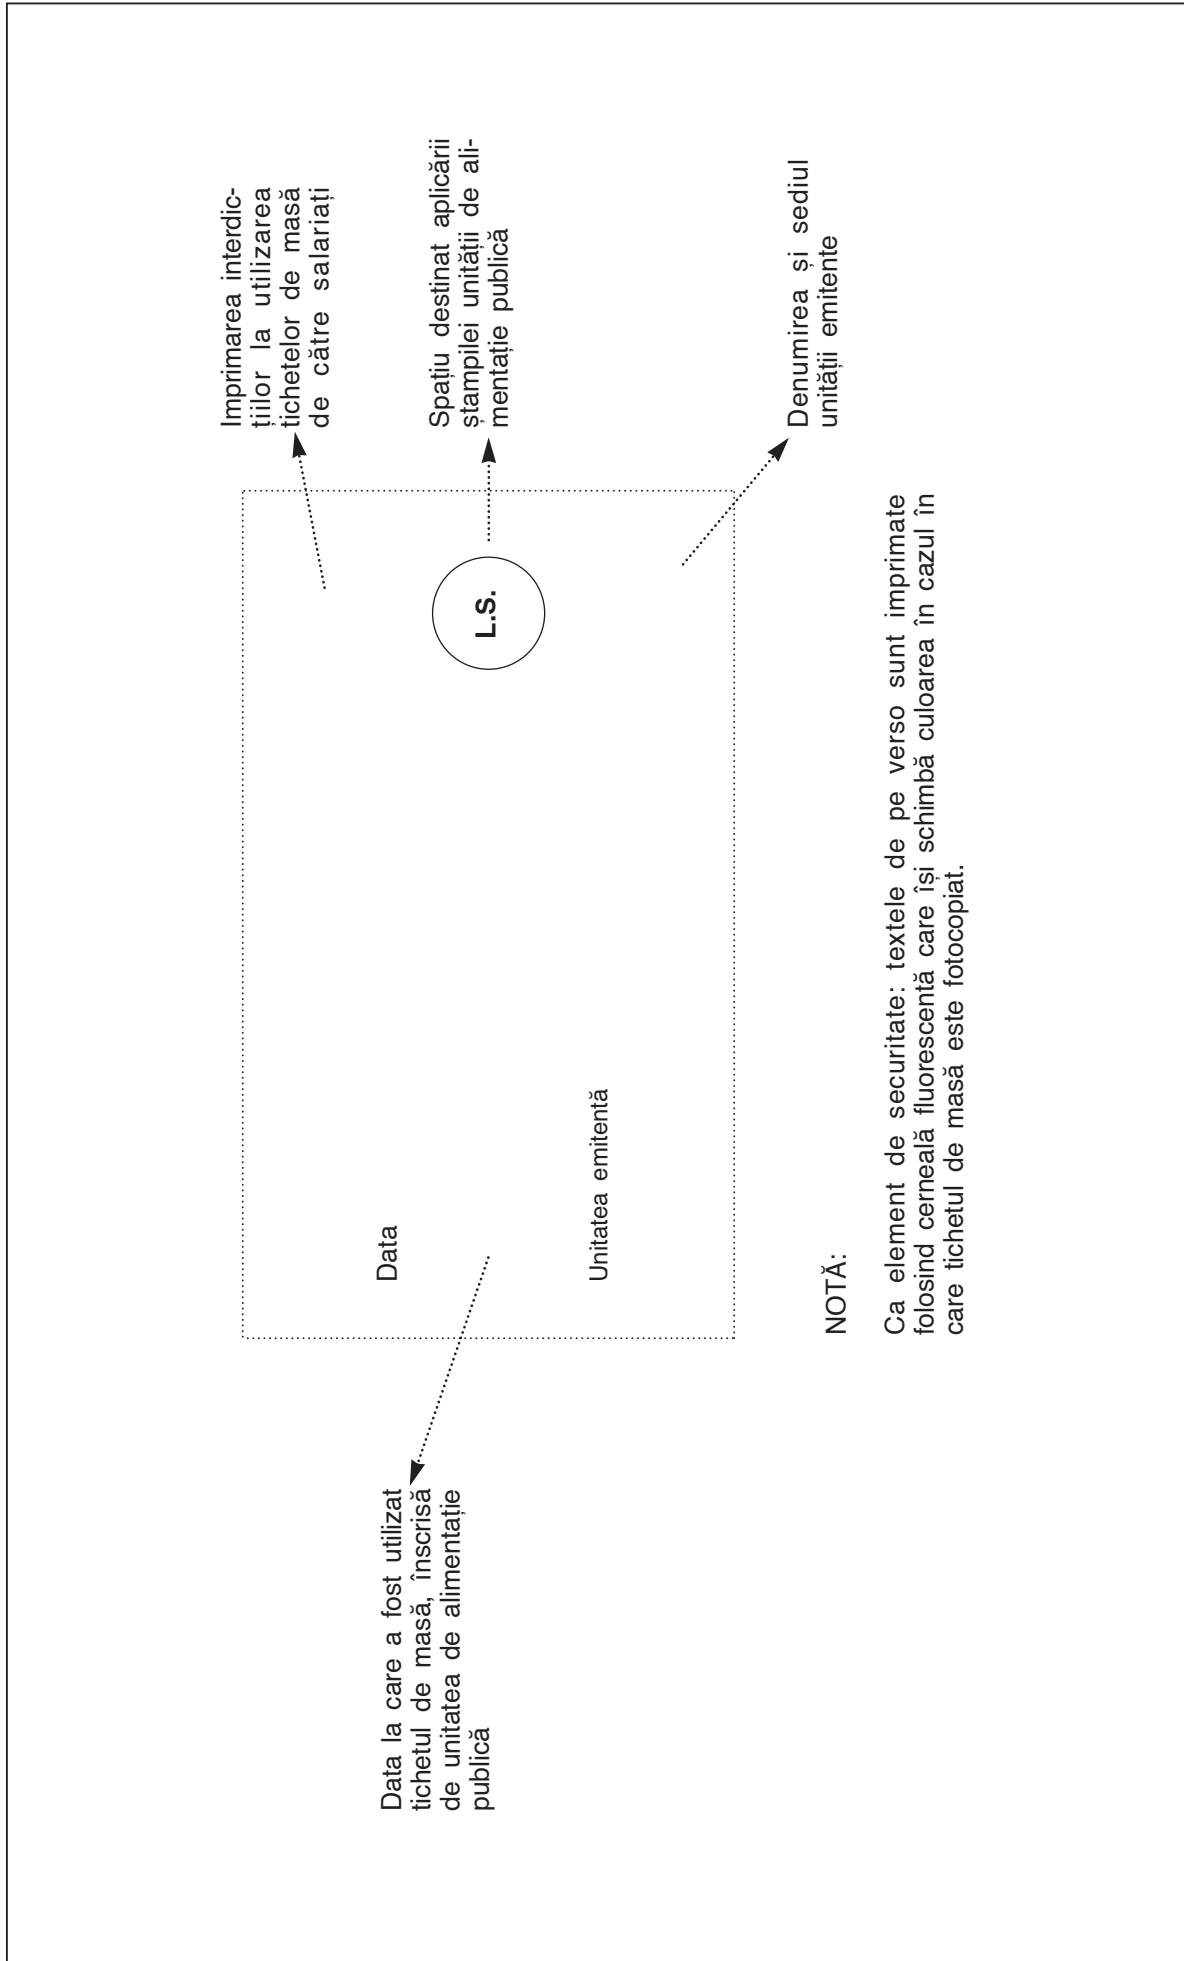 Imprimarea interdic-
țiilor la utilizarea
tichetelor de masă
de către salariați
Spațiu destinat aplicării
ștampilei unității de ali-
mentație publică
Denumirea și sediul
unității emitente
L.S.
Data
Unitatea emitentă
Data la care a fost utilizat
tichetul de masă, înscrisă
de unitatea de alimentație
publică
NOTĂ:
Ca element de securitate: textele de pe verso sunt imprimate
folosind cerneală fluorescentă care își schimbă culoarea în cazul în
care tichetul de masă este fotocopiat.